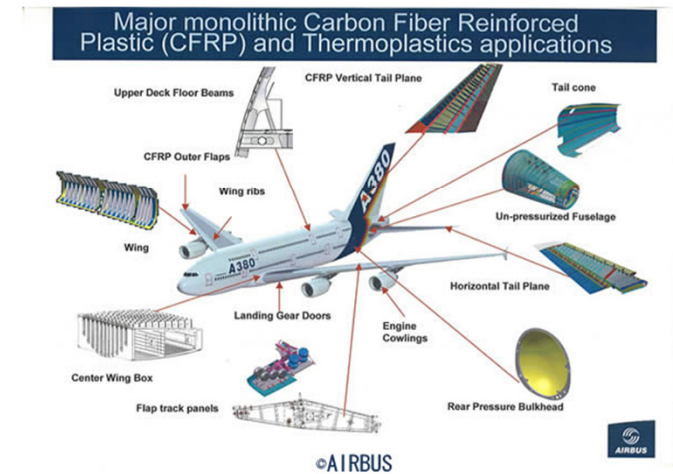 Major monolithic Carbon Fiber Reinforced
Plastic (CFRP) and Thermoplastics applications
Upper Deck Floor Beams
CFRP Vertical Tail Plane
Tail cone
CFRP Outer Flaps
Wing ribs
Wing
Un-pressurized Fuselage
A380
A380
Horizontal Tail Plane
Landing Gear Doors
Engine
Cowlings
Center Wing Box
Flap track panels
Rear Pressure Bulkhead
AIRBUS
©AIRBUS